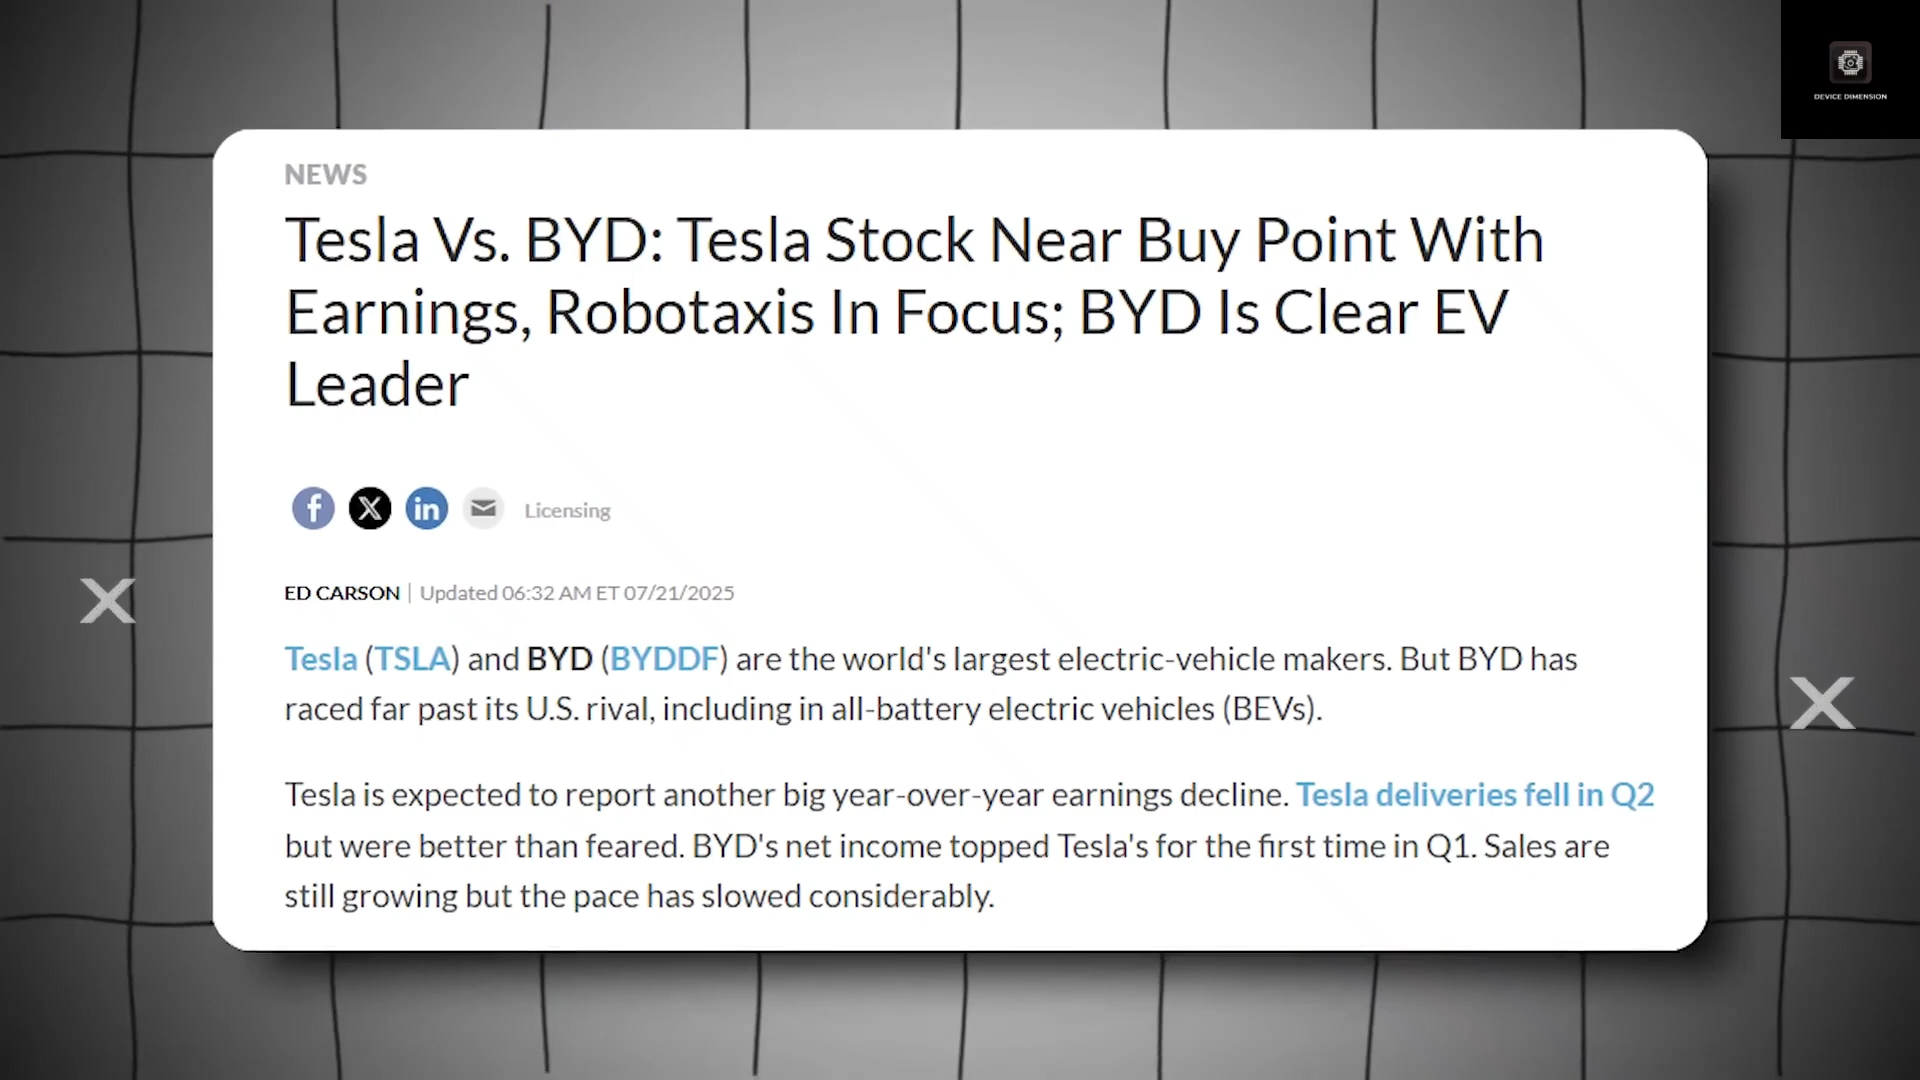 DEVICE DIMENSION
NEWS
Tesla Vs. BYD: Tesla Stock Near Buy Point With
Earnings, Robotaxis In Focus; BYD Is Clear EV
Leader
Licensing
ED CARSON | Updated 06:32 AM ET 07/21/2025
Tesla (TSLA) and BYD (BYDDF) are the world's largest electric-vehicle makers. But BYD has
raced far past its U.S. rival, including in all-battery electric vehicles (BEVs).
Tesla is expected to report another big year-over-year earnings decline. Tesla deliveries fell in Q2
but were better than feared. BYD's net income topped Tesla's for the first time in Q1. Sales are
still growing but the pace has slowed considerably.